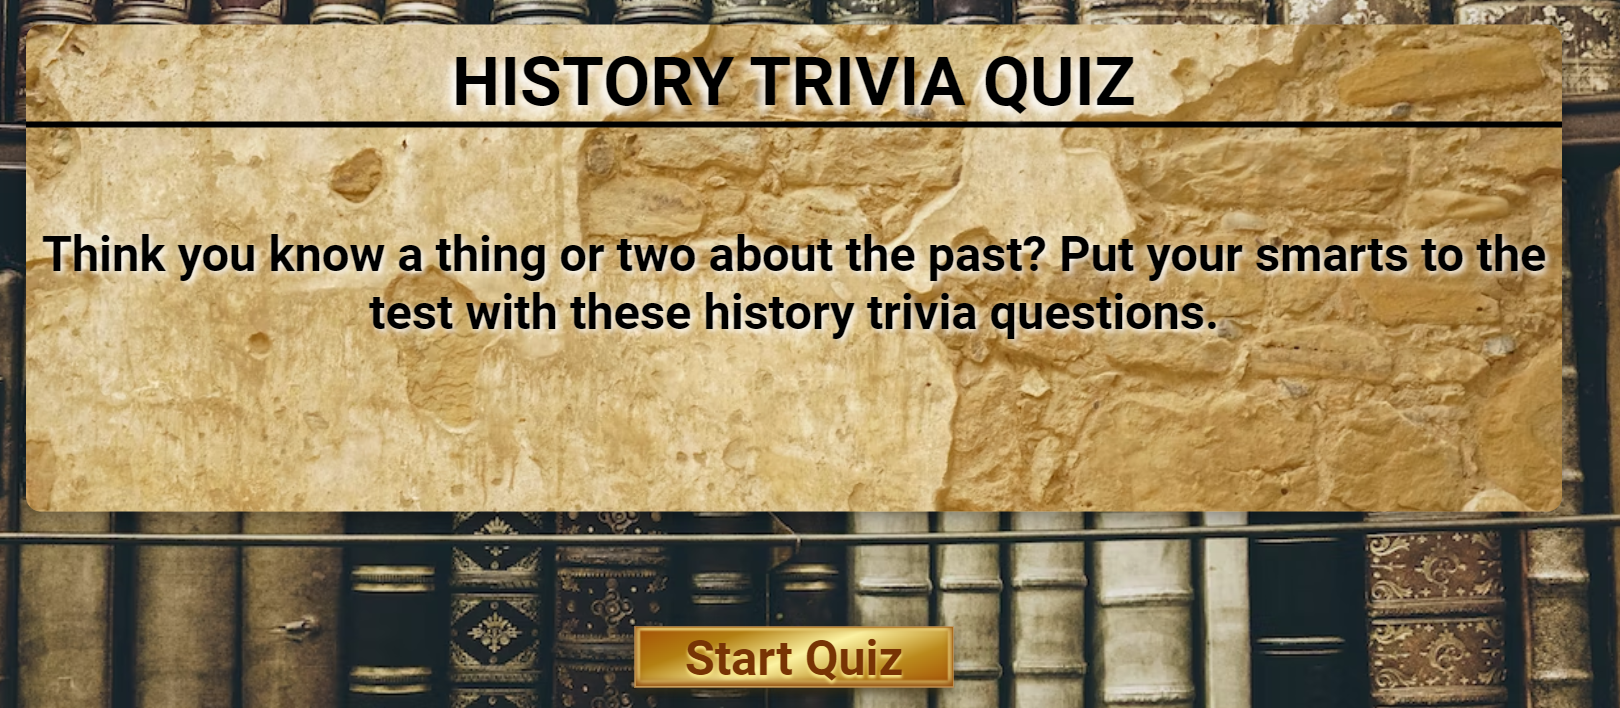 HISTORY TRIVIA QUIZ
Think you know a thing or two about the past? Put your smarts to the
test with these history trivia questions.
Start Quiz